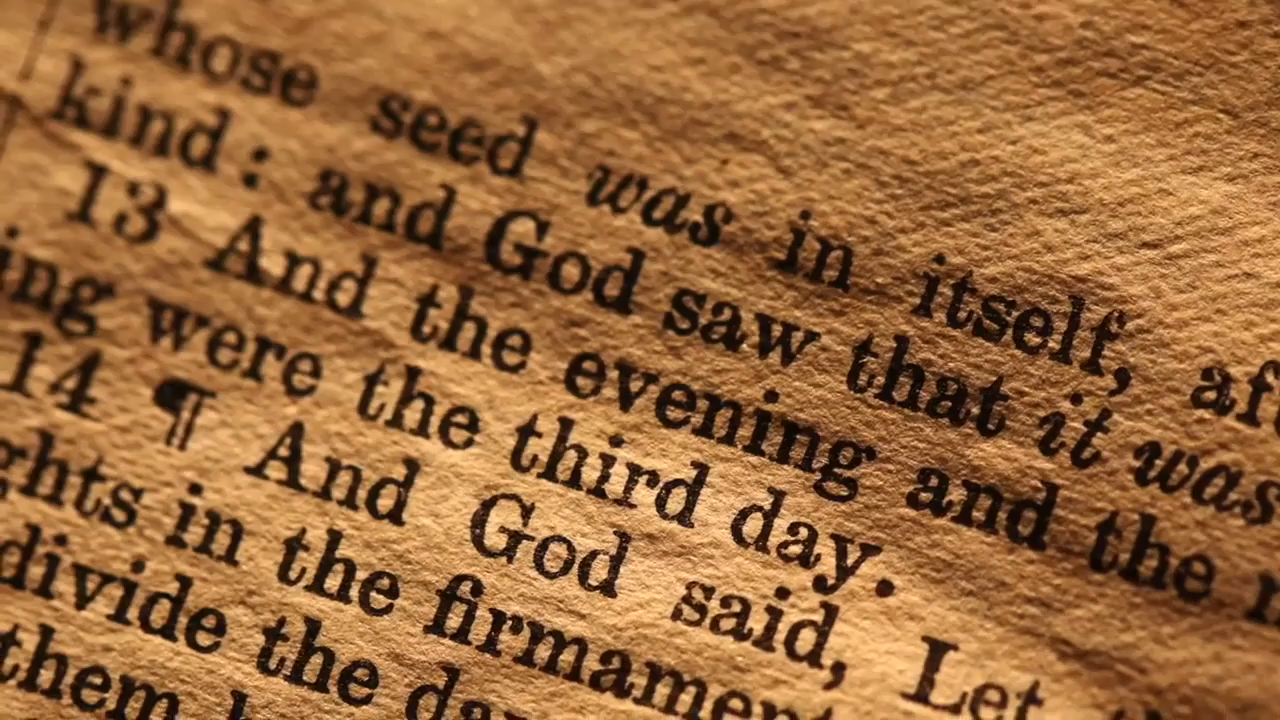 whose seed was in itself,
kind: and God saw that it was
13 And the evening and the
ing were the third day.
14 ¶ And God said, Let
ghts in the firmament
divide the day
them